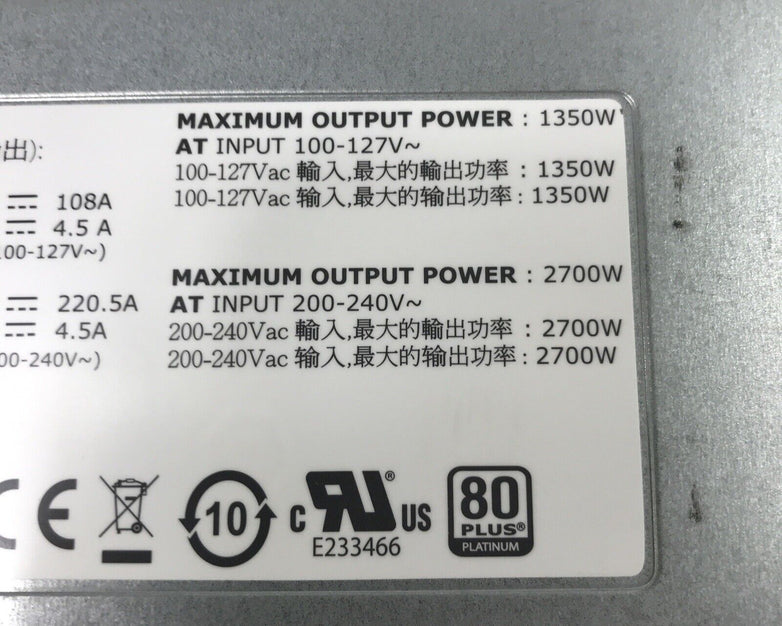 MAXIMUM OUTPUT POWER : 1350W
AT INPUT 100-127V~
100-127Vac 輸入,最大的輸出功率 : 1350W
100-127Vac 输入,最大的输出功率 : 1350W
出):
⎓ 108A
⎓ 4.5 A
100-127V~)
MAXIMUM OUTPUT POWER : 2700W
AT INPUT 200-240V~
200-240Vac 輸入,最大的輸出功率 : 2700W
200-240Vac 输入,最大的输出功率 : 2700W
⎓ 220.5A
⎓ 4.5A
00-240V~)
CE
10
c RU ® US
E233466
80
PLUS®
PLATINUM